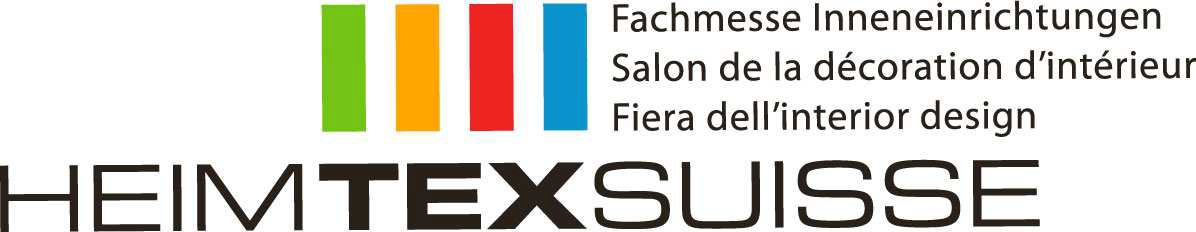 Fachmesse Inneneinrichtungen
Salon de la décoration d'intérieur
Fiera dell'interior design
HEIMTEXSUISSE